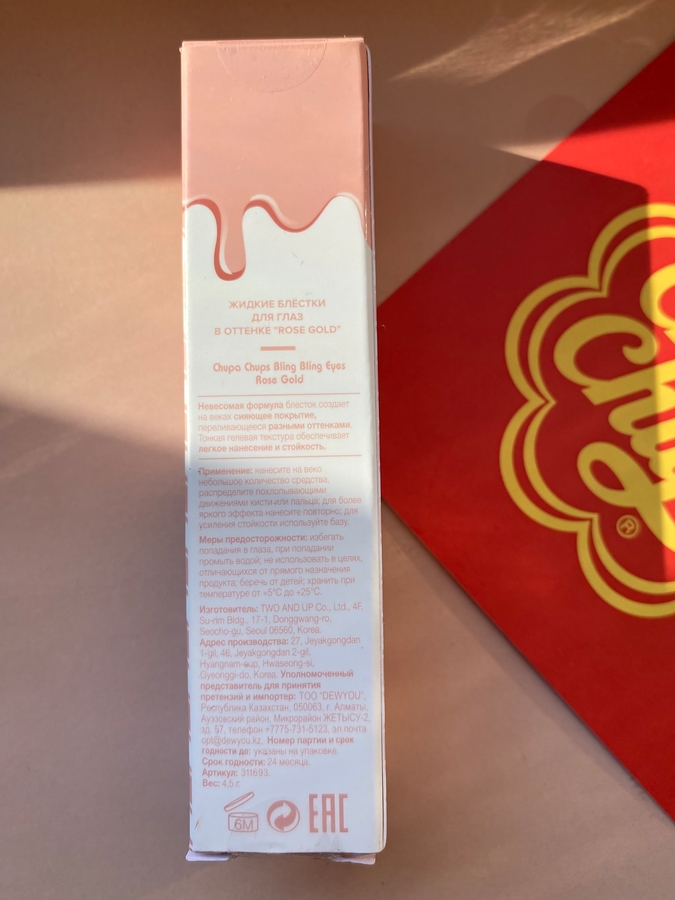 ЖИДКИЕ БЛЁСТКИ
ДЛЯ ГЛАЗ
В ОТТЕНКЕ "ROSE GOLD"
Chupa Chups Bling Bling Eyes
Rose Gold
Невесомая формула блёсток создает
на веках сияющее покрытие,
переливающееся разными оттенками.
Тонкая гелевая текстура обеспечивает
легкое нанесение и стойкость.
Применение: нанесите на веко
небольшое количество средства,
распределите похлопывающими
движениями кисти или пальца; для более
яркого эффекта нанесите повторно; для
усиления стойкости используйте базу.
Меры предосторожности: избегать
попадания в глаза, при попадании
промыть водой; не использовать в целях,
отличающихся от прямого назначения
продукта; беречь от детей; хранить при
температуре от +5°C до +25°C.
Изготовитель: TWO AND UP Co., Ltd., 4F,
Su-rim Bldg., 17-1, Donggwang-ro,
Seocho-gu, Seoul 06560, Korea.
Адрес производства: 27, Jeyakgongdan
1-gil, 46, Jeyakgongdan 2-gil,
Hyangnam-eup, Hwaseong-si,
Gyeonggi-do, Korea. Уполномоченный
представитель для принятия
претензий и импортер: ТОО "DEWYOU",
Республика Казахстан, 050063, г. Алматы,
Ауэзовский район, Микрорайон ЖЕТЫСУ-2,
зд. 57, телефон +7775-731-5123, эл.почта
opt@dewyou.kz. Номер партии и срок
годности до: указаны на упаковке.
Срок годности: 24 месяца.
Артикул: 311693.
Вес: 4,5 г.
6M
EAC
Chup
®